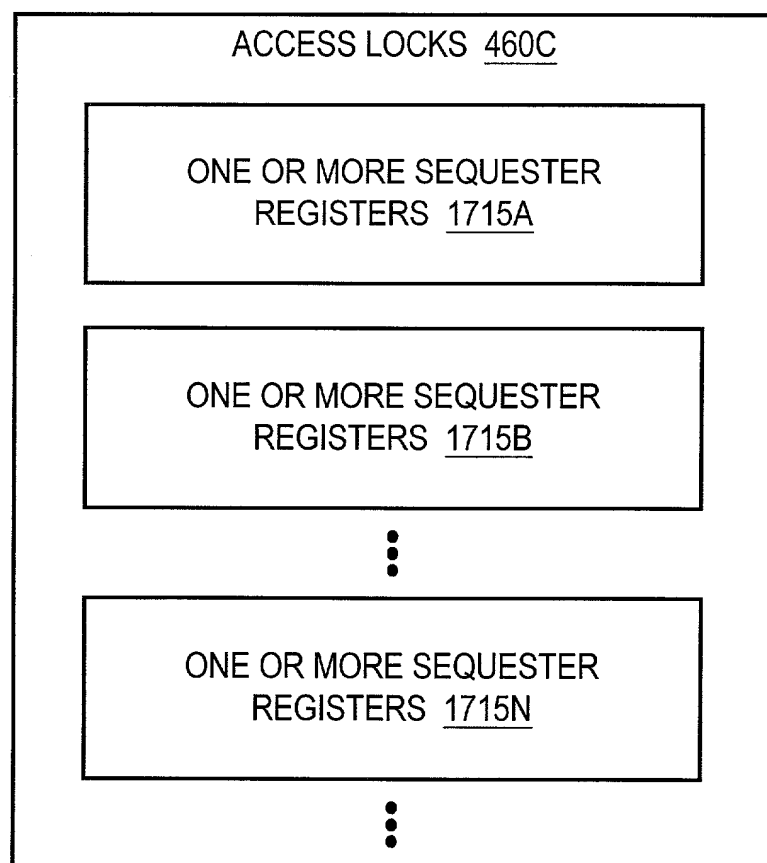 ACCESS LOCKS 460C
ONE OR MORE SEQUESTER
REGISTERS 1715A
ONE OR MORE SEQUESTER
REGISTERS 1715B
ONE OR MORE SEQUESTER
REGISTERS 1715N